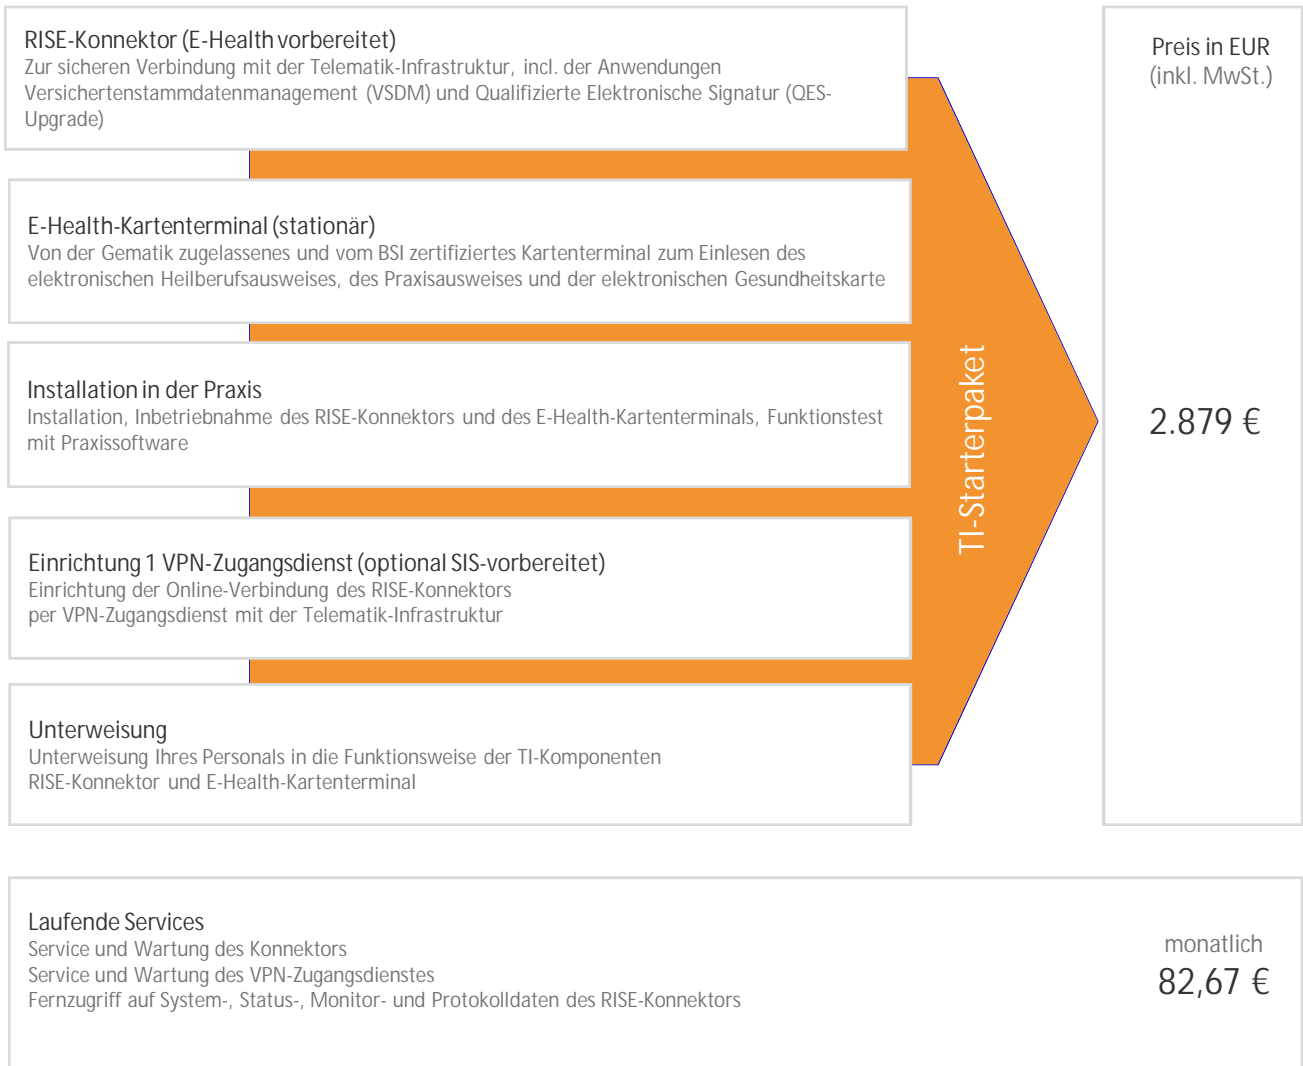 RISE-Konnektor (E-Health vorbereitet)
Zur sicheren Verbindung mit der Telematik-Infrastruktur, incl. der Anwendungen
Versichertenstammdatenmanagement (VSDM) und Qualifizierte Elektronische Signatur (QES-
Upgrade)
Preis in EUR
(inkl. MwSt.)
E-Health-Kartenterminal (stationär)
Von der Gematik zugelassenes und vom BSI zertifiziertes Kartenterminal zum Einlesen des
elektronischen Heilberufsausweises, des Praxisausweises und der elektronischen Gesundheitskarte
Installation in der Praxis
Installation, Inbetriebnahme des RISE-Konnektors und des E-Health-Kartenterminals, Funktionstest
mit Praxissoftware
TI-Starterpaket
2.879 €
Einrichtung 1 VPN-Zugangsdienst (optional SIS-vorbereitet)
Einrichtung der Online-Verbindung des RISE-Konnektors
per VPN-Zugangsdienst mit der Telematik-Infrastruktur
Unterweisung
Unterweisung Ihres Personals in die Funktionsweise der TI-Komponenten
RISE-Konnektor und E-Health-Kartenterminal
Laufende Services
Service und Wartung des Konnektors
Service und Wartung des VPN-Zugangsdienstes
Fernzugriff auf System-, Status-, Monitor- und Protokolldaten des RISE-Konnektors
monatlich
82,67 €